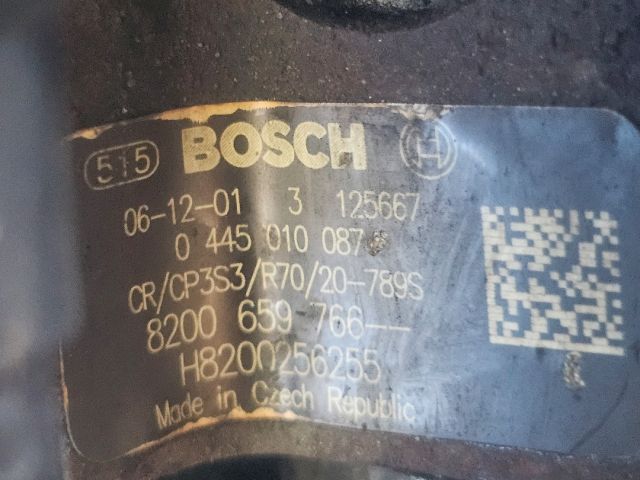 515 BOSCH
06-12-01 3 125667
0 445 010 087
CR/CP3S3/R70/20-789S
8200 659 766--
H8200256255
Made in Czech Republic